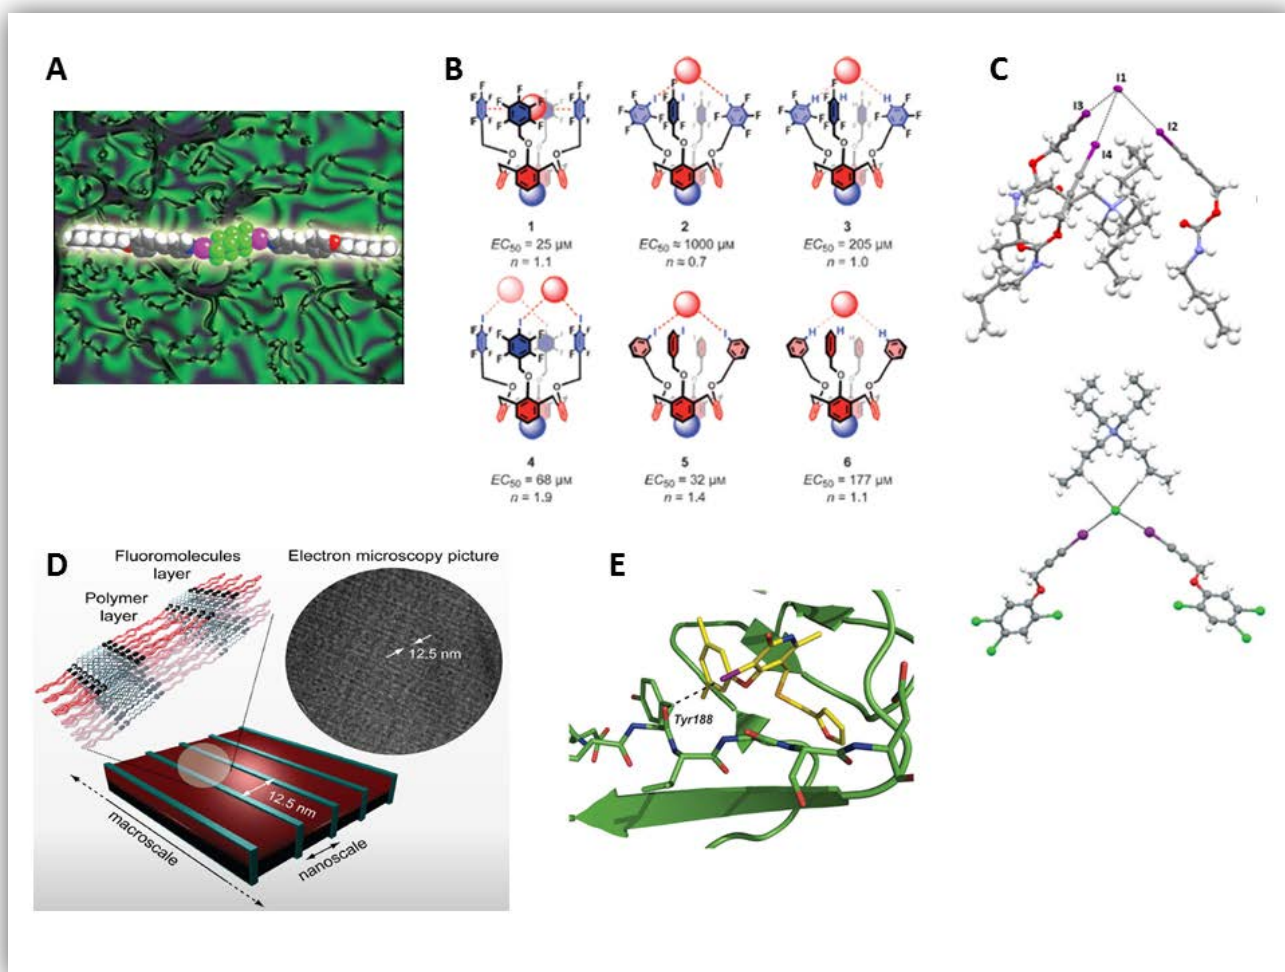 A
B
1
EC50 = 25 µM
n = 1.1
2
EC50 ≈ 1000 µM
n ≈ 0.7
3
EC50 = 205 µM
n = 1.0
4
EC50 = 68 µM
n = 1.9
5
EC50 = 32 µM
n = 1.4
6
EC50 = 177 µM
n = 1.1
C
I1
I3
I2
I4
D
Fluoromolecules
layer
Polymer
layer
Electron microscopy picture
12.5 nm
12.5 nm
macroscale
nanoscale
E
Tyr188